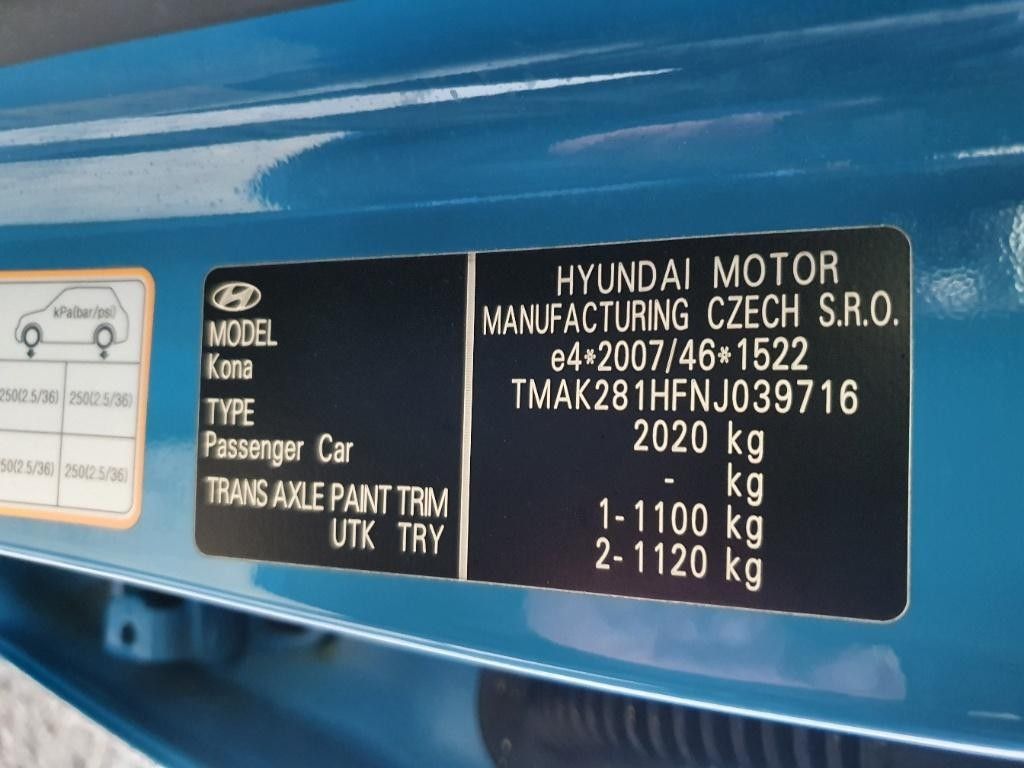 kPa(bar/psi)
250(2.5/36) 250(2.5/36)
250(2.5/36)
MODEL
Kona
TYPE
Passenger Car
TRANS AXLE PAINT TRIM
UTK TRY
HYUNDAI MOTOR
MANUFACTURING CZECH S.R.O.
e4*2007/46*1522
TMAK281HFNJ039716
2020 kg
- kg
1-1100 kg
2-1120 kg